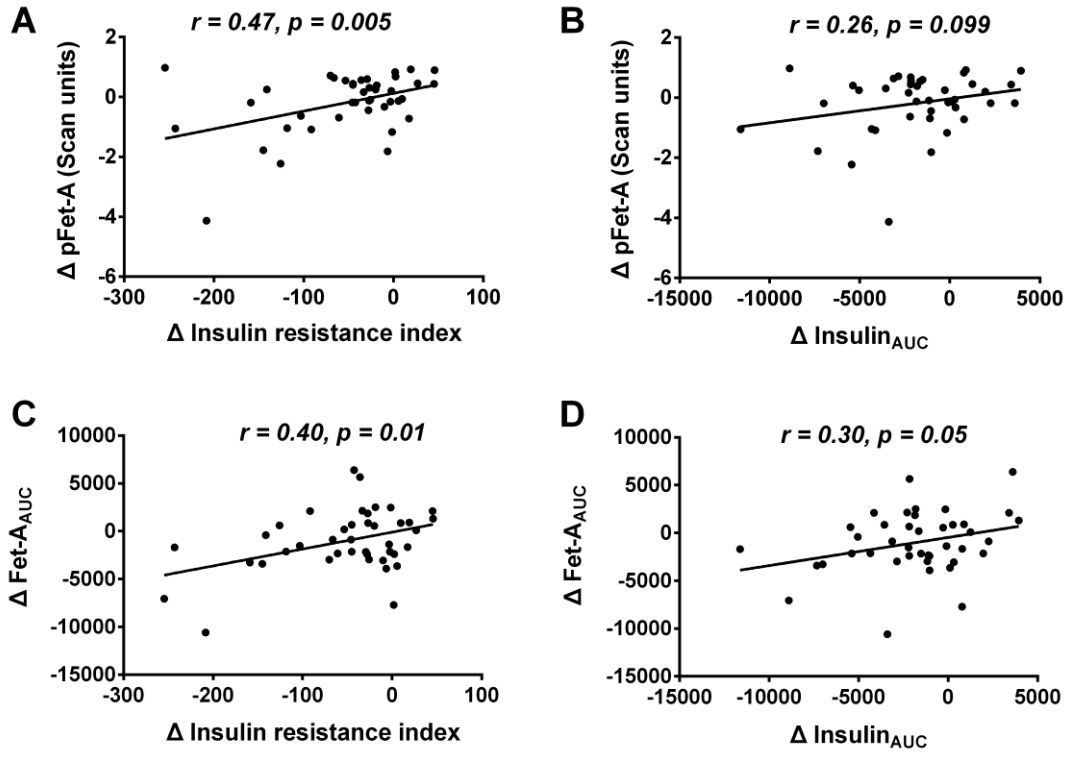 A
r = 0.47, p = 0.005
Δ pFet-A (Scan units)
2
0
-2
-4
-6
-300
-200
-100
0
100
Δ Insulin resistance index
B
r = 0.26, p = 0.099
Δ pFet-A (Scan units)
2
0
-2
-4
-6
-15000
-10000
-5000
0
5000
Δ InsulinAUC
C
r = 0.40, p = 0.01
Δ Fet-AAUC
10000
5000
0
-5000
-10000
-15000
-300
-200
-100
0
100
Δ Insulin resistance index
D
r = 0.30, p = 0.05
Δ Fet-AAUC
10000
5000
0
-5000
-10000
-15000
-15000
-10000
-5000
0
5000
Δ InsulinAUC